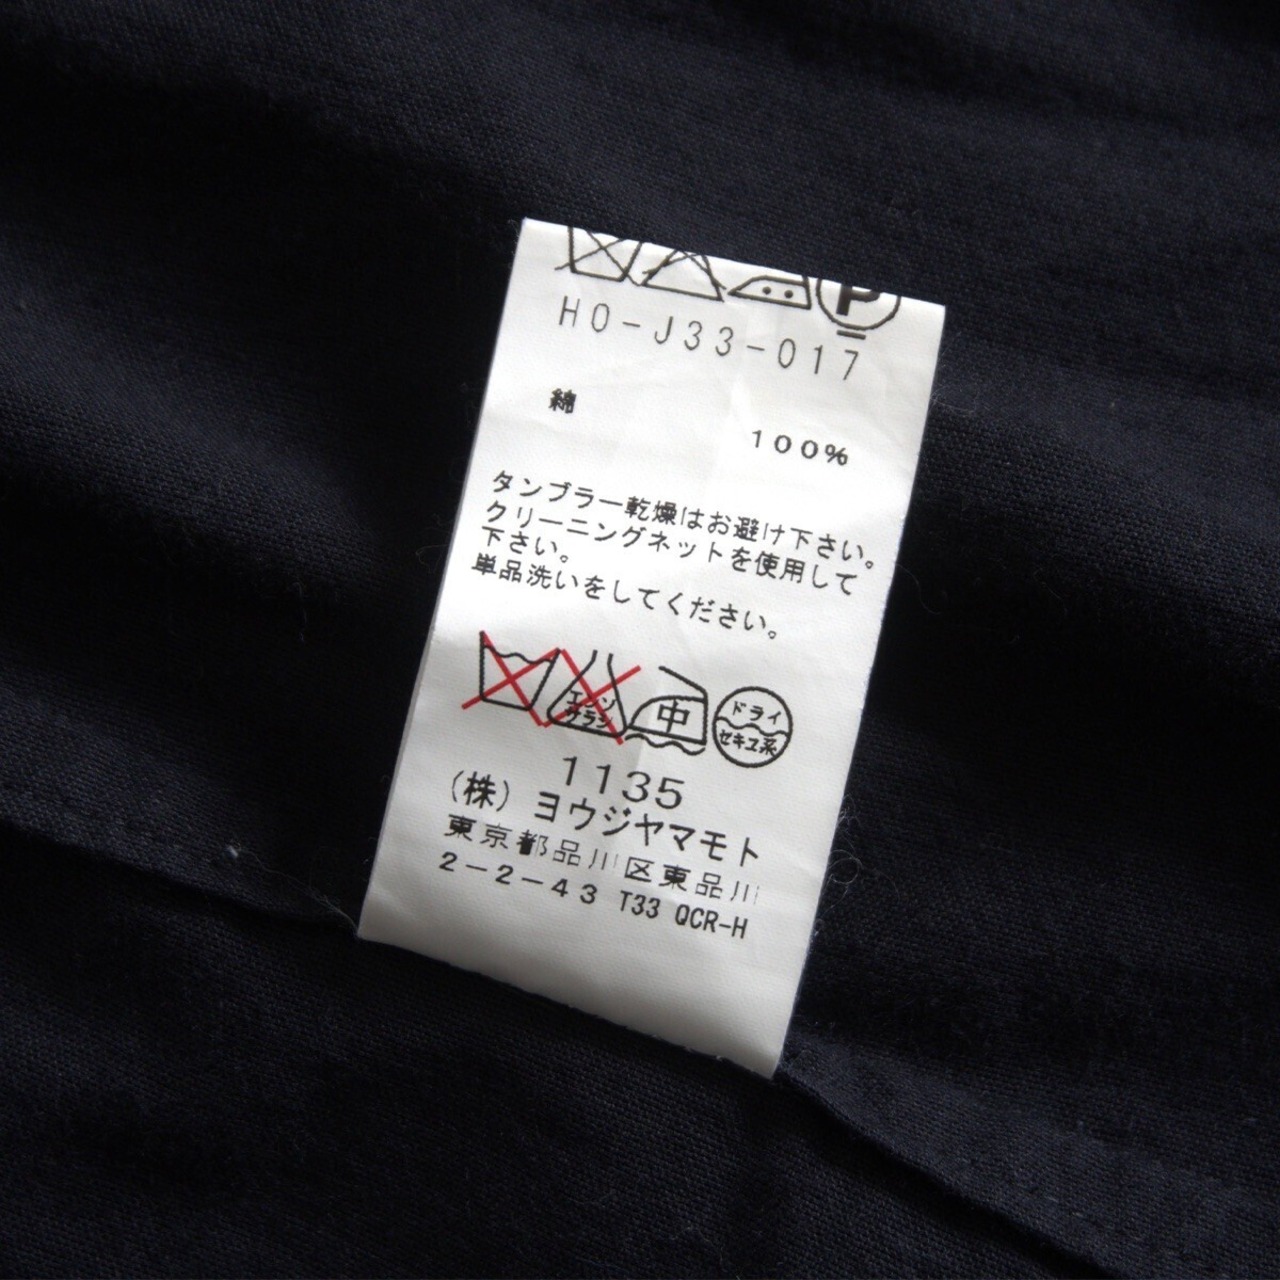 P
HO-J33-017
綿
100%
タンブラー乾燥はお避け下さい。
クリーニングネットを使用して
下さい。
単品洗いをしてください。
エンソ
サラシ
中
ドライ
セキユ系
1135
(株) ヨウジヤマモト
東京都品川区東品川
2-2-43 T33 QCR-H